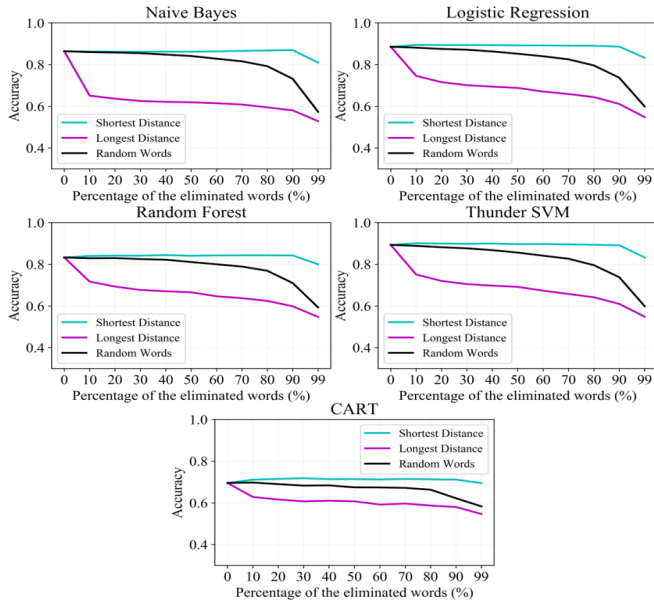 Naive Bayes
1.0
0.8
0.6
0.4
Accuracy
Shortest Distance
Longest Distance
Random Words
0 10 20 30 40 50 60 70 80 90 99
Percentage of the eliminated words (%)
Logistic Regression
1.0
0.8
0.6
0.4
Accuracy
Shortest Distance
Longest Distance
Random Words
0 10 20 30 40 50 60 70 80 90 99
Percentage of the eliminated words (%)
Random Forest
1.0
0.8
0.6
0.4
Accuracy
Shortest Distance
Longest Distance
Random Words
0 10 20 30 40 50 60 70 80 90 99
Percentage of the eliminated words (%)
Thunder SVM
1.0
0.8
0.6
0.4
Accuracy
Shortest Distance
Longest Distance
Random Words
0 10 20 30 40 50 60 70 80 90 99
Percentage of the eliminated words (%)
CART
1.0
0.8
0.6
0.4
Accuracy
Shortest Distance
Longest Distance
Random Words
0 10 20 30 40 50 60 70 80 90 99
Percentage of the eliminated words (%)